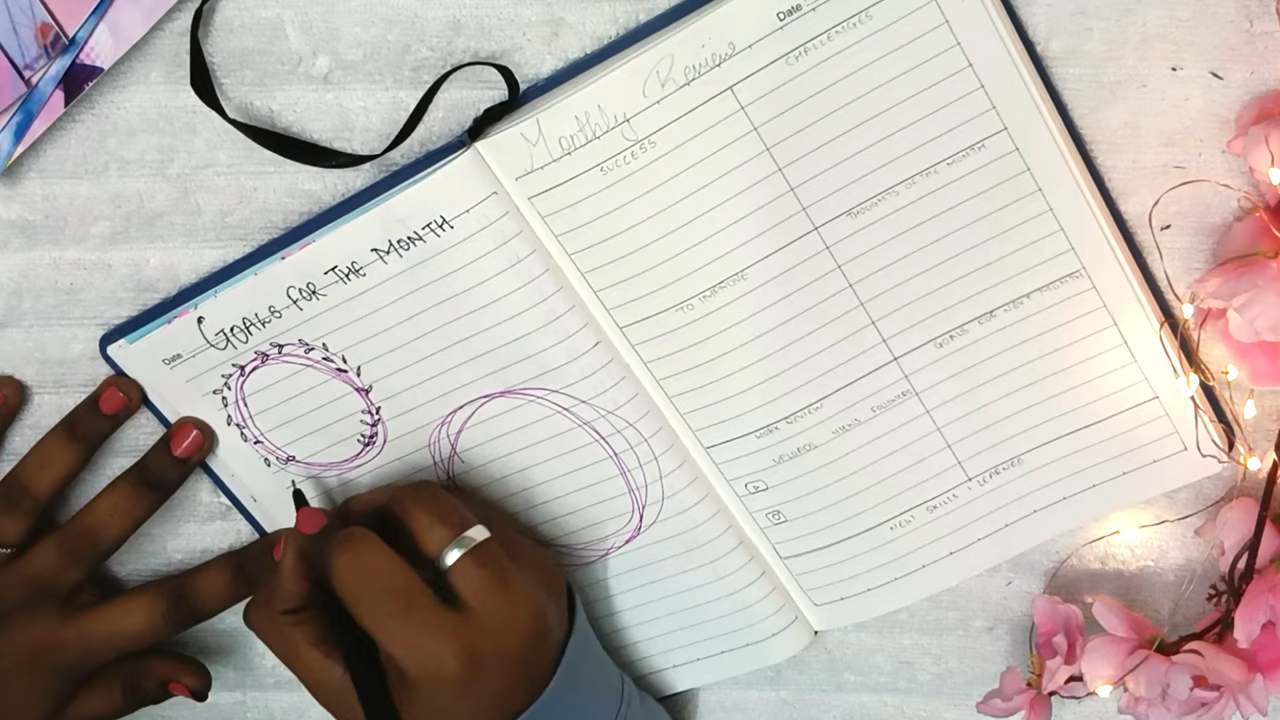 Date :
GOALS FOR THE MONTH
Date :
Monthly Review
SUCCESS
CHALLENGES
THOUGHTS OF THE MONTH
TO IMPROVE
GOALS FOR NEXT MONTH
WORK REVIEW
UPLOADS VIEWS FOLLOWERS
NEW SKILLS I LEARNED